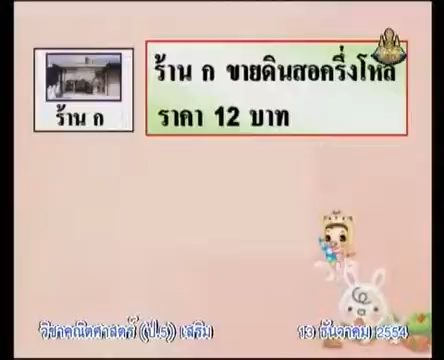 ร้าน ก ขายดินสอครึ่งโหล
ราคา 12 บาท
ร้าน ก
วิชาคณิตศาสตร์ (ป.5) เสริม
13 ธันวาคม 2554